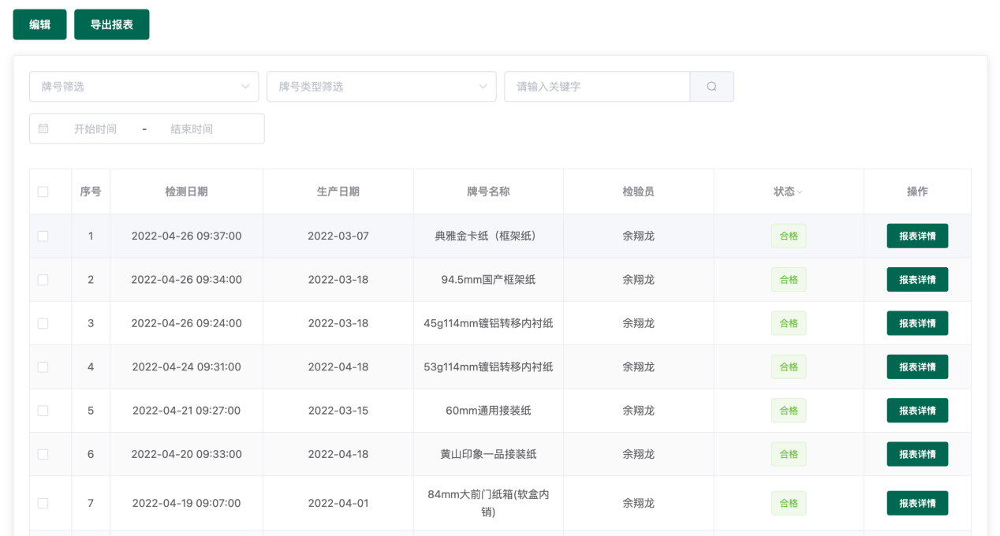 编辑 导出报表
牌号筛选 牌号类型筛选 请输入关键字
开始时间 - 结束时间
序号 检测日期 生产日期 牌号名称 检验员 状态 操作
1 2022-04-26 09:37:00 2022-03-07 典雅金卡纸（框架纸） 余翔龙 合格 报表详情
2 2022-04-26 09:34:00 2022-03-18 94.5mm国产框架纸 余翔龙 合格 报表详情
3 2022-04-26 09:24:00 2022-03-18 45g114mm镀铝转移内衬纸 余翔龙 合格 报表详情
4 2022-04-24 09:31:00 2022-04-18 53g114mm镀铝转移内衬纸 余翔龙 合格 报表详情
5 2022-04-21 09:27:00 2022-03-15 60mm通用接装纸 余翔龙 合格 报表详情
6 2022-04-20 09:33:00 2022-04-18 黄山印象一品接装纸 余翔龙 合格 报表详情
7 2022-04-19 09:07:00 2022-04-01 84mm大前门纸箱(软盒内 余翔龙 合格 报表详情
销)